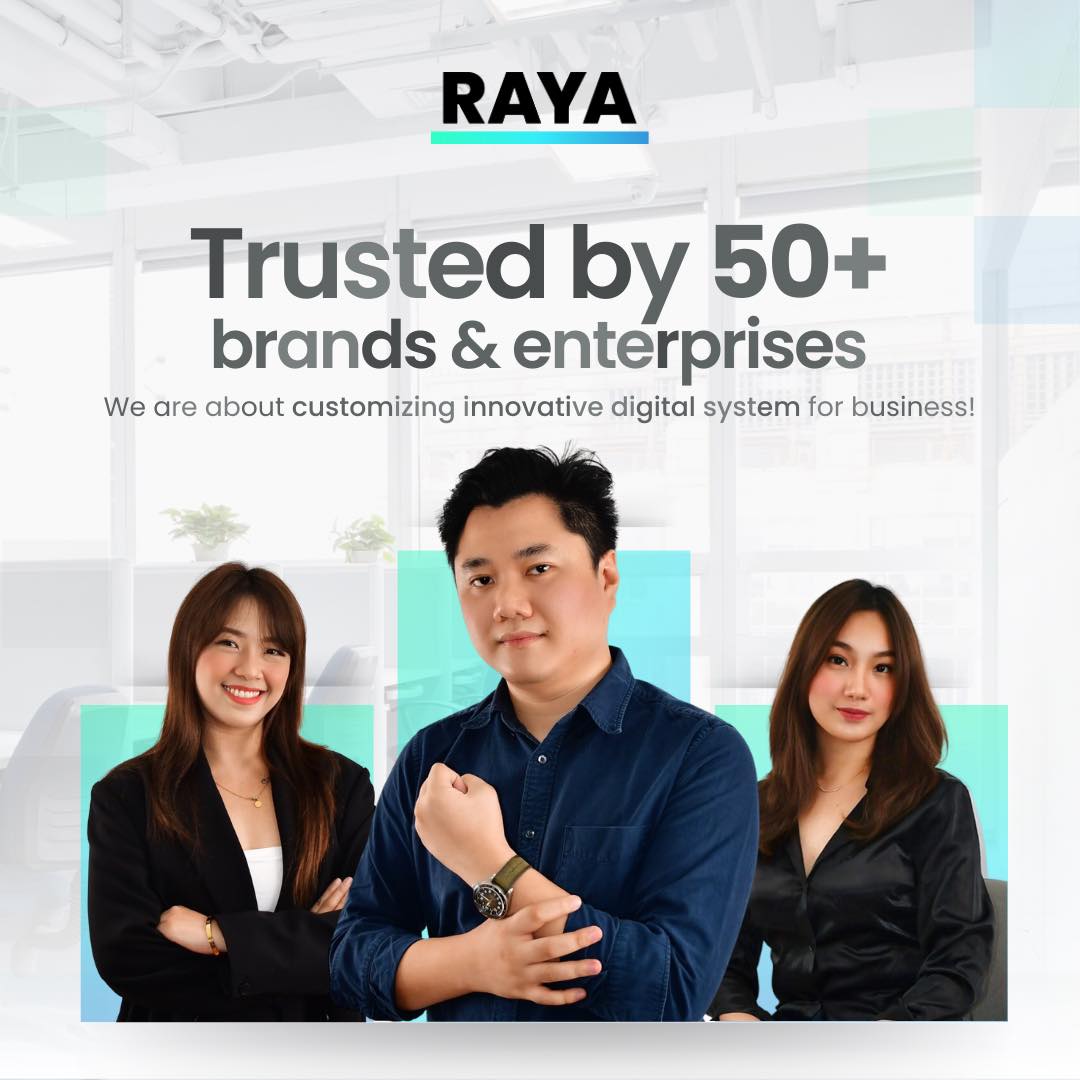 RAYA
Trusted by 50+
brands & enterprises
We are about customizing innovative digital system for business!